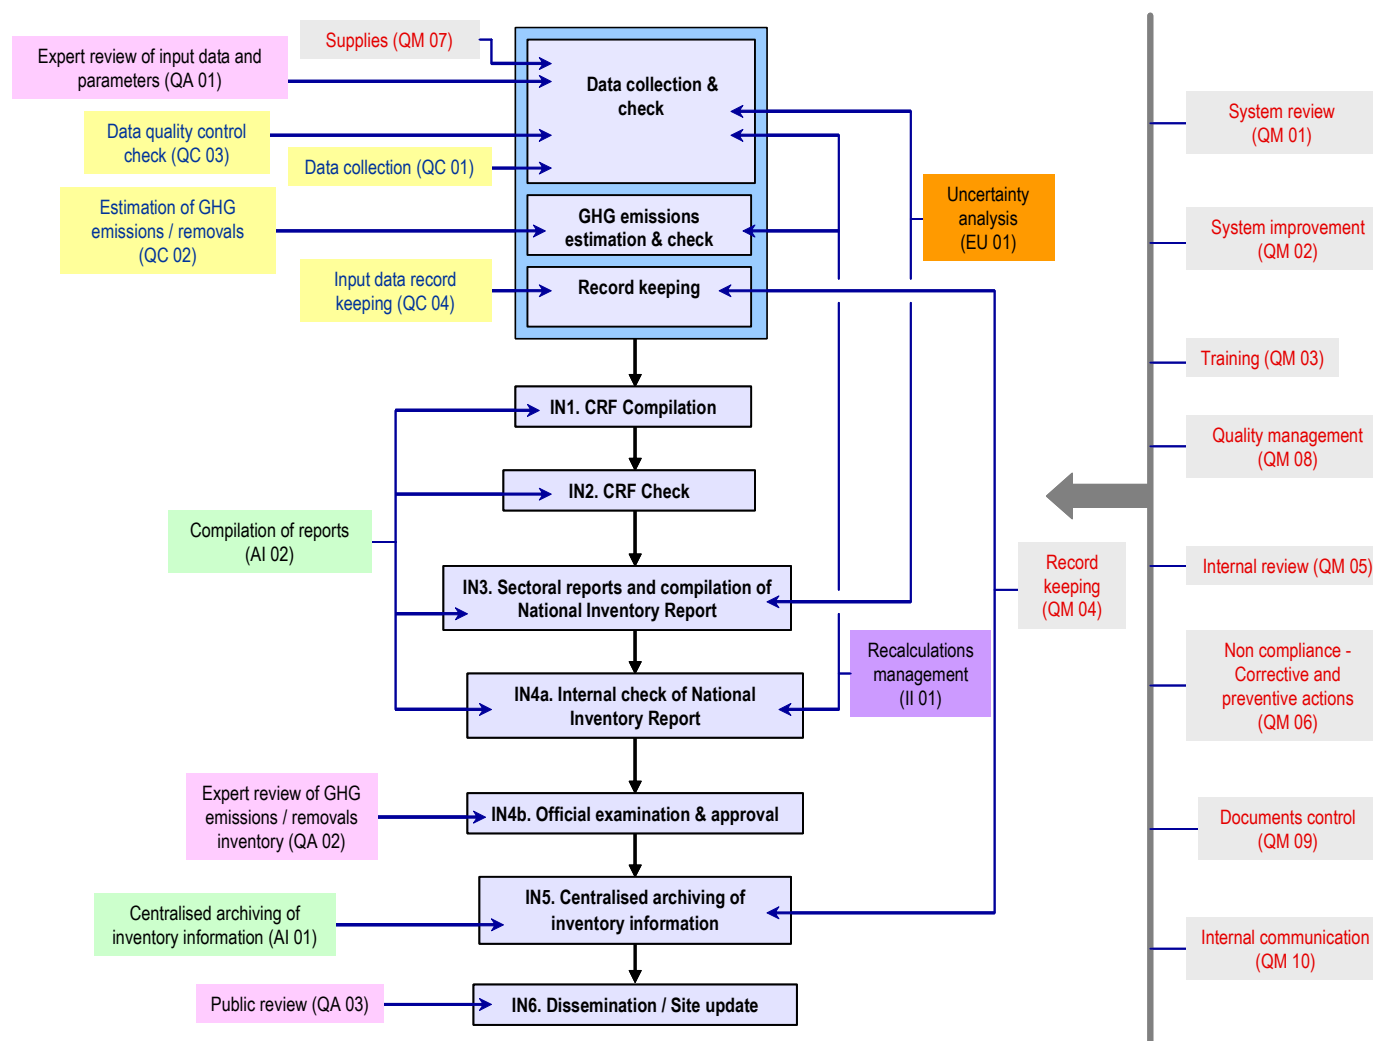 Supplies (QM 07)
Expert review of input data and
parameters (QA 01)
Data quality control
check (QC 03)
Data collection (QC 01)
Estimation of GHG
emissions / removals
(QC 02)
Input data record
keeping (QC 04)
Data collection &
check
GHG emissions
estimation & check
Record keeping
Uncertainty
analysis
(EU 01)
IN1. CRF Compilation
IN2. CRF Check
Compilation of reports
(AI 02)
IN3. Sectoral reports and compilation of
National Inventory Report
IN4a. Internal check of National
Inventory Report
Recalculations
management
(II 01)
Record
keeping
(QM 04)
Expert review of GHG
emissions / removals
inventory (QA 02)
IN4b. Official examination & approval
Centralised archiving of
inventory information (AI 01)
IN5. Centralised archiving of
inventory information
Public review (QA 03)
IN6. Dissemination / Site update
System review
(QM 01)
System improvement
(QM 02)
Training (QM 03)
Quality management
(QM 08)
Internal review (QM 05)
Non compliance -
Corrective and
preventive actions
(QM 06)
Documents control
(QM 09)
Internal communication
(QM 10)